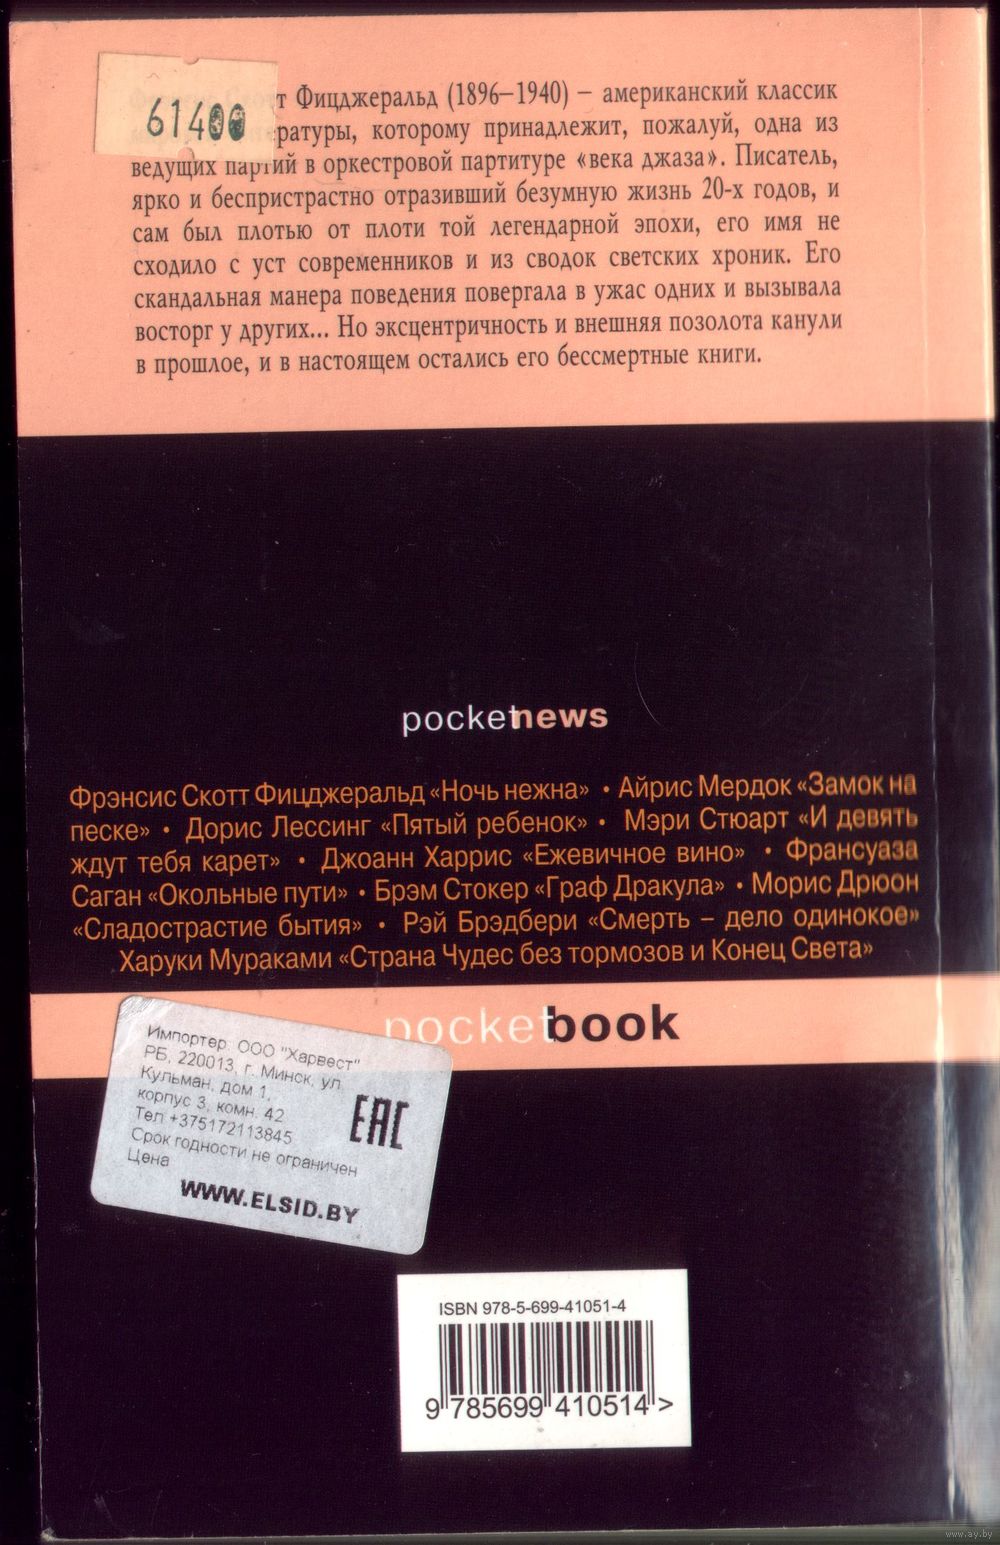 61400
т Фицджеральд (1896–1940) – американский классик
ературы, которому принадлежит, пожалуй, одна из
ведущих партий в оркестровой партитуре «века джаза». Писатель,
ярко и беспристрастно отразивший безумную жизнь 20-х годов, и
сам был плотью от плоти той легендарной эпохи, его имя не
сходило с уст современников и из сводок светских хроник. Его
скандальная манера поведения повергала в ужас одних и вызывала
восторг у других... Но эксцентричность и внешняя позолота канули
в прошлое, и в настоящем остались его бессмертные книги.
pocketnews
Фрэнсис Скотт Фицджеральд «Ночь нежна» • Айрис Мердок «Замок на
песке» • Дорис Лессинг «Пятый ребенок» • Мэри Стюарт «И девять
ждут тебя карет» • Джоанн Харрис «Ежевичное вино» • Франсуаза
Саган «Окольные пути» • Брэм Стокер «Граф Дракула» • Морис Дрюон
«Сладострастие бытия» • Рэй Брэдбери «Смерть – дело одинокое»
Харуки Мураками «Страна Чудес без тормозов и Конец Света»
pocketbook
Импортер ООО "Харвест"
РБ, 220013, г. Минск, ул.
Кульман, дом 1,
корпус 3, комн. 42
Тел +375172113845
Срок годности не ограничен
Цена
EAC
WWW.ELSID.BY
ISBN 978-5-699-41051-4
9 785699 410514 >
www.ay.by